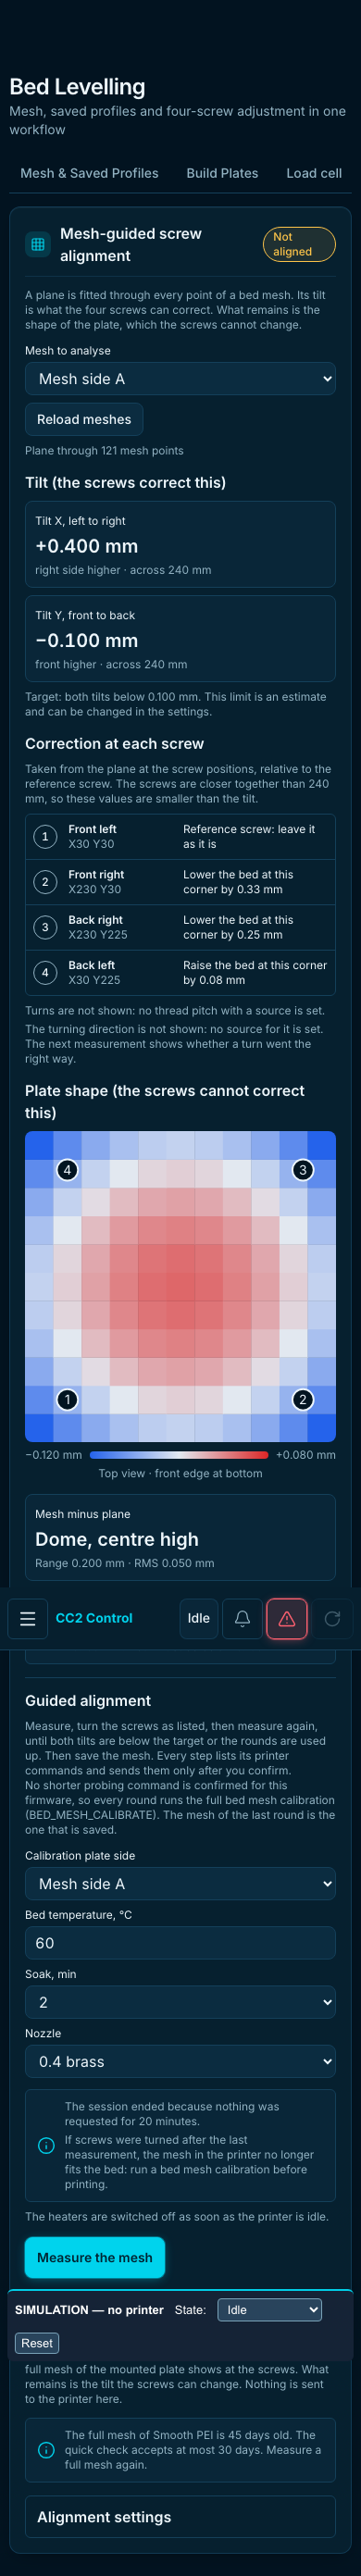 Bed Levelling
Mesh, saved profiles and four-screw adjustment in one
workflow
Mesh & Saved Profiles
Build Plates
Load cell
Mesh-guided screw
alignment
Not
aligned
A plane is fitted through every point of a bed mesh. Its tilt
is what the four screws can correct. What remains is the
shape of the plate, which the screws cannot change.
Mesh to analyse
Mesh side A
Reload meshes
Plane through 121 mesh points
Tilt (the screws correct this)
Tilt X, left to right
+0.400 mm
right side higher · across 240 mm
Tilt Y, front to back
−0.100 mm
front higher · across 240 mm
Target: both tilts below 0.100 mm. This limit is an estimate
and can be changed in the settings.
Correction at each screw
Taken from the plane at the screw positions, relative to the
reference screw. The screws are closer together than 240
mm, so these values are smaller than the tilt.
1
Front left
X30 Y30
Reference screw: leave it
as it is
2
Front right
X230 Y30
Lower the bed at this
corner by 0.33 mm
3
Back right
X230 Y225
Lower the bed at this
corner by 0.25 mm
4
Back left
X30 Y225
Raise the bed at this corner
by 0.08 mm
Turns are not shown: no thread pitch with a source is set.
The turning direction is not shown: no source for it is set.
The next measurement shows whether a turn went the
right way.
Plate shape (the screws cannot correct
this)
4
3
1
2
−0.120 mm
+0.080 mm
Top view · front edge at bottom
Mesh minus plane
Dome, centre high
Range 0.200 mm · RMS 0.050 mm
CC2 Control
Idle
Guided alignment
Measure, turn the screws as listed, then measure again,
until both tilts are below the target or the rounds are used
up. Then save the mesh. Every step lists its printer
commands and sends them only after you confirm.
No shorter probing command is confirmed for this
firmware, so every round runs the full bed mesh calibration
(BED_MESH_CALIBRATE). The mesh of the last round is the
one that is saved.
Calibration plate side
Mesh side A
Bed temperature, °C
60
Soak, min
2
Nozzle
0.4 brass
The session ended because nothing was
requested for 20 minutes.
If screws were turned after the last
measurement, the mesh in the printer no longer
fits the bed: run a bed mesh calibration before
printing.
The heaters are switched off as soon as the printer is idle.
Measure the mesh
SIMULATION — no printer
State:
Idle
Reset
full mesh of the mounted plate shows at the screws. What
remains is the tilt the screws can change. Nothing is sent
to the printer here.
The full mesh of Smooth PEI is 45 days old. The
quick check accepts at most 30 days. Measure a
full mesh again.
Alignment settings